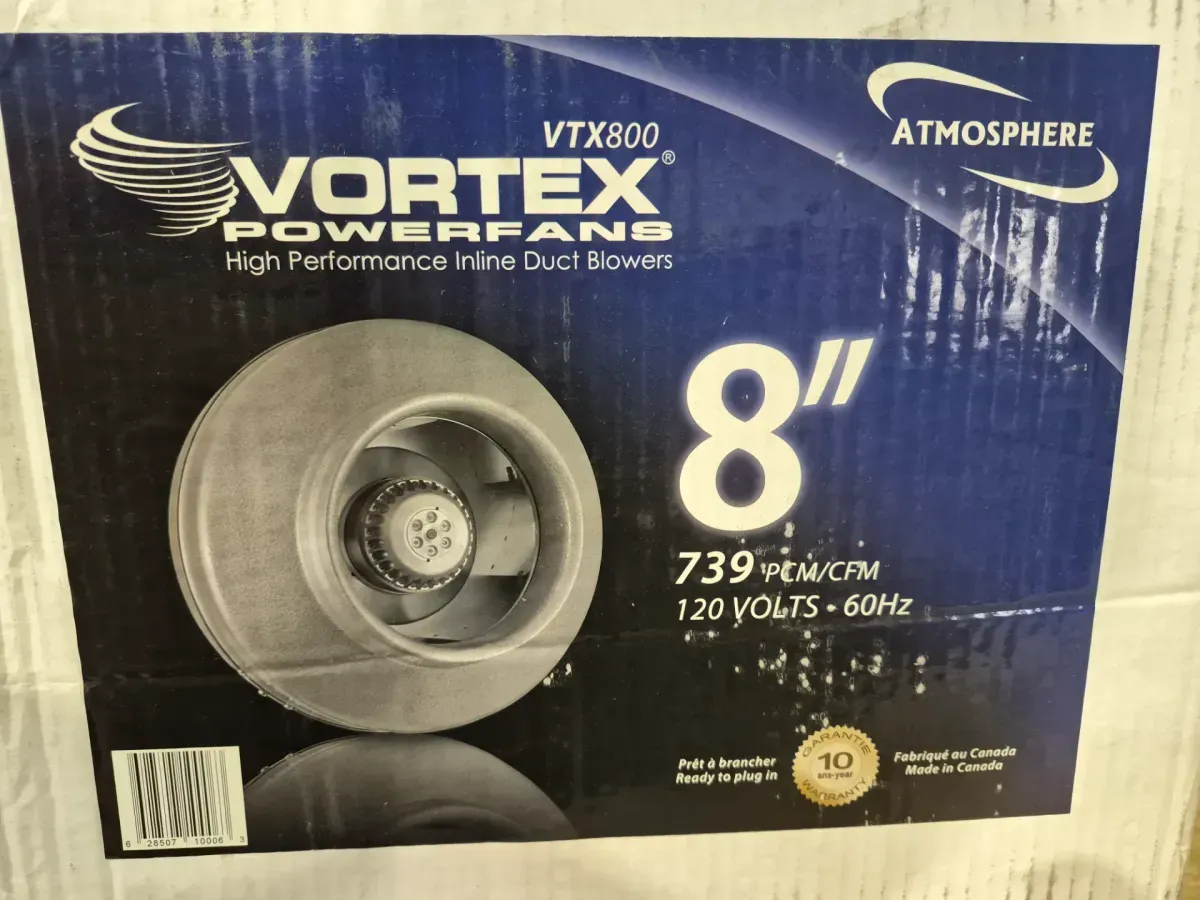 VTX800
VORTEX®
POWERFANS
High Performance Inline Duct Blowers
ATMOSPHERE
8"
739 PCM/CFM
120 VOLTS • 60Hz
Prêt à brancher
Ready to plug in
GARANTIE
10
ans-year
WARRANTY
Fabriqué au Canada
Made in Canada
6 28507 10006 3